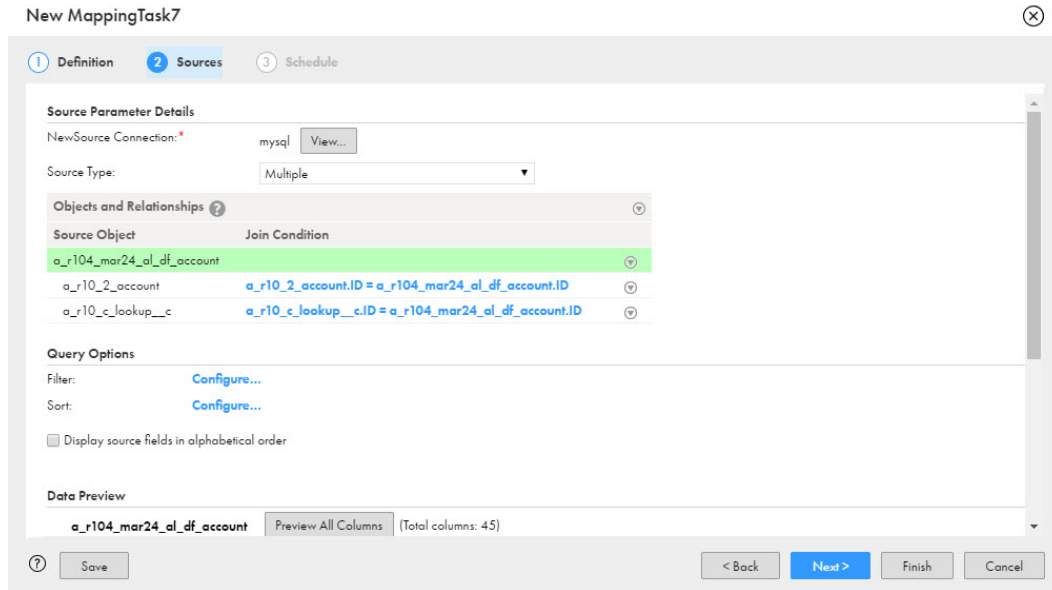 New MappingTask7
1 Definition 2 Sources 3 Schedule
Source Parameter Details
NewSource Connection:* mysql View...
Source Type: Multiple
Objects and Relationships ?
Source Object Join Condition
a_r104_mar24_al_df_account
a_r10_2_account a_r10_2_account.ID = a_r104_mar24_al_df_account.ID
a_r10_c_lookup__c a_r10_c_lookup__c.ID = a_r104_mar24_al_df_account.ID
Query Options
Filter: Configure...
Sort: Configure...
Display source fields in alphabetical order
Data Preview
a_r104_mar24_al_df_account Preview All Columns (Total columns: 45)
? Save < Back Next > Finish Cancel